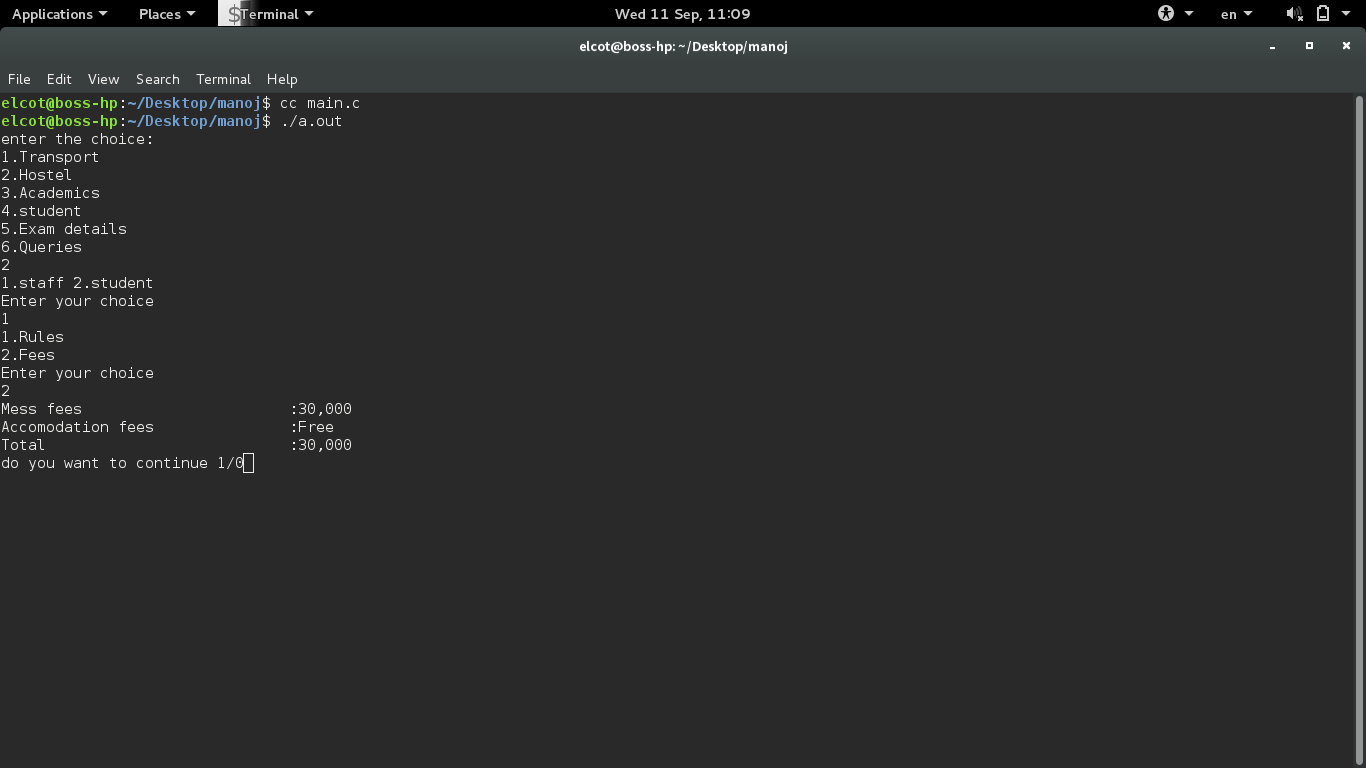 Applications Places $Terminal Wed 11 Sep, 11:09 en
elcot@boss-hp: ~/Desktop/manoj
File Edit View Search Terminal Help
elcot@boss-hp:~/Desktop/manoj$ cc main.c
elcot@boss-hp:~/Desktop/manoj$ ./a.out
enter the choice:
1.Transport
2.Hostel
3.Academics
4.student
5.Exam details
6.Queries
2
1.staff 2.student
Enter your choice
1
1.Rules
2.Fees
Enter your choice
2
Mess fees :30,000
Accomodation fees :Free
Total :30,000
do you want to continue 1/0